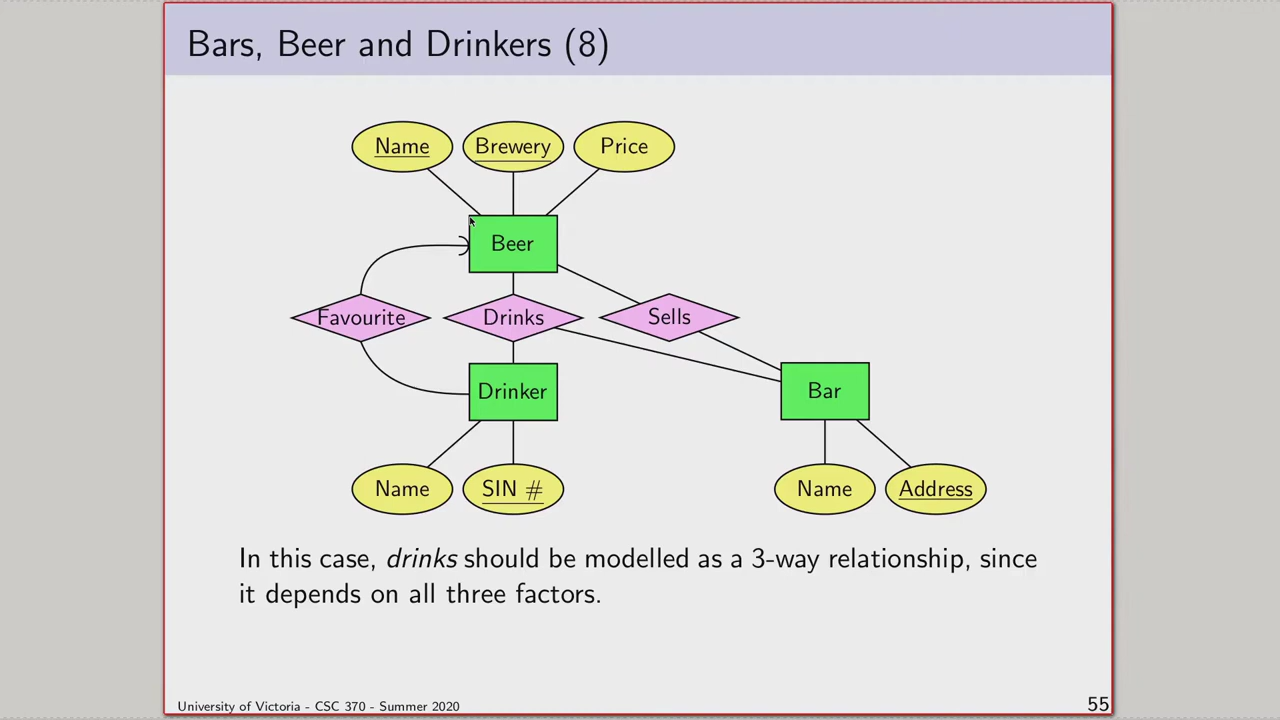 Bars, Beer and Drinkers (8)
Name Brewery Price
Beer
Favourite Drinks Sells
Drinker Bar
Name SIN # Name Address
In this case, drinks should be modelled as a 3-way relationship, since
it depends on all three factors.
University of Victoria - CSC 370 - Summer 2020 55